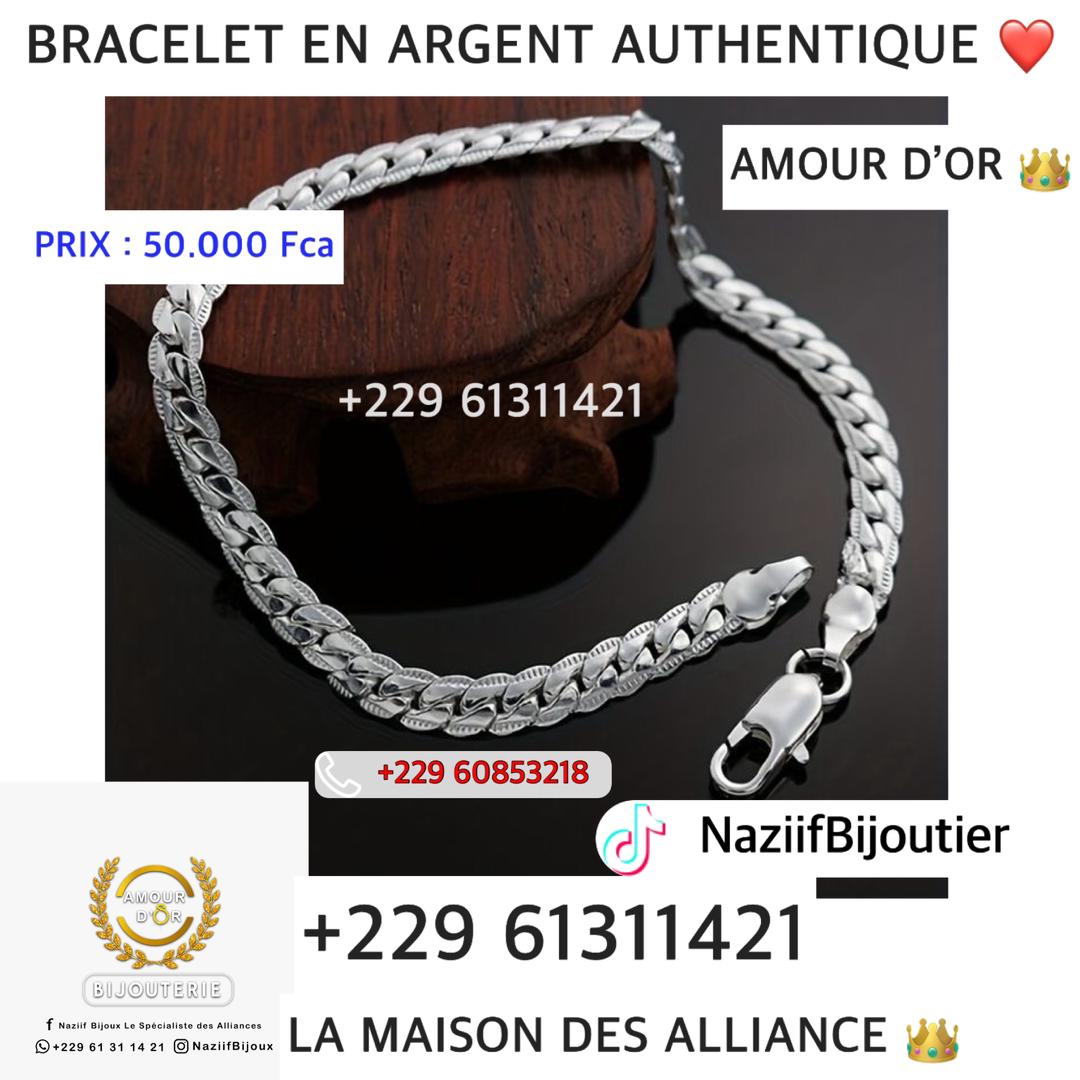 BRACELET EN ARGENT AUTHENTIQUE ❤️
AMOUR D’OR 👑
PRIX : 50.000 Fca
+229 61311421
+229 60853218
NaziifBijoutier
AMOUR
D'OR
BIJOUTERIE
Naziif Bijoux Le Spécialiste des Alliances
+229 61 31 14 21 NaziifBijoux
+229 61311421
LA MAISON DES ALLIANCE 👑